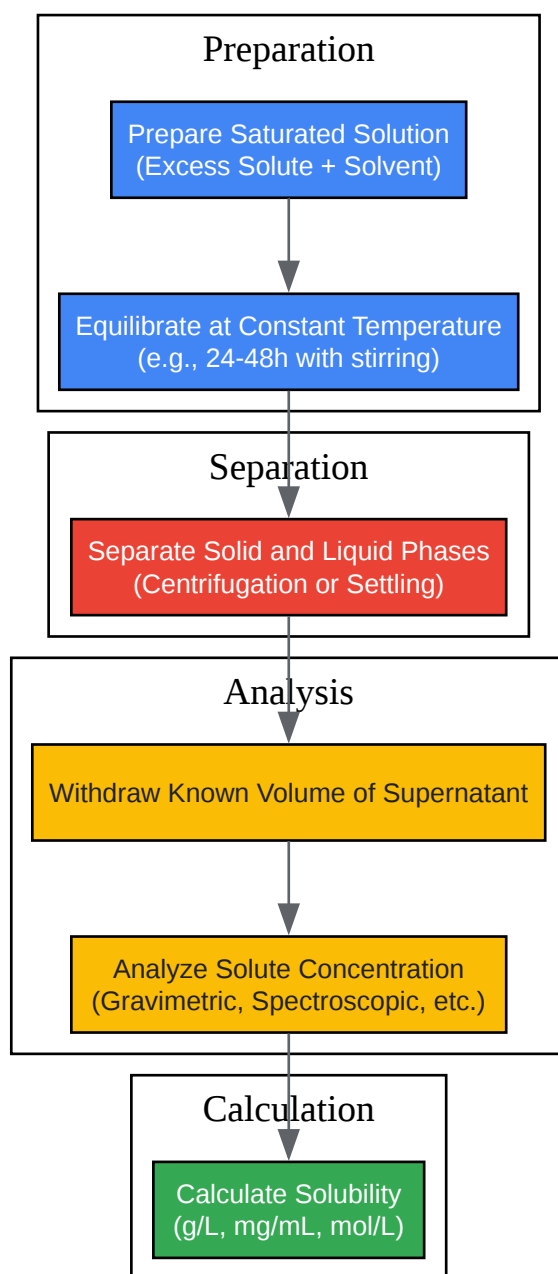 Preparation
Prepare Saturated Solution
(Excess Solute + Solvent)
Equilibrate at Constant Temperature
(e.g., 24-48h with stirring)
Separation
Separate Solid and Liquid Phases
(Centrifugation or Settling)
Analysis
Withdraw Known Volume of Supernatant
Analyze Solute Concentration
(Gravimetric, Spectroscopic, etc.)
Calculation
Calculate Solubility
(g/L, mg/mL, mol/L)